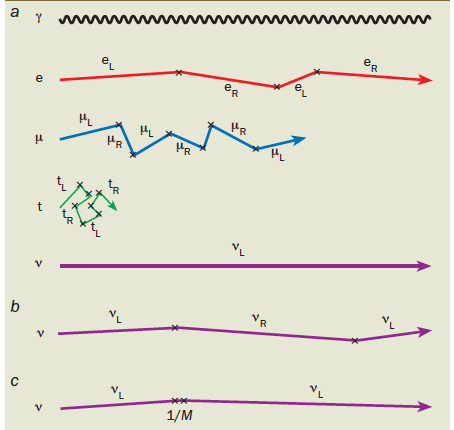 a γ
e e_L e_R e_L e_R
μ μ_L μ_R μ_L μ_R μ_R μ_L
t t_L t_R t_R t_L
ν ν_L
b ν ν_L ν_R ν_L
c ν ν_L ν_L
1/M